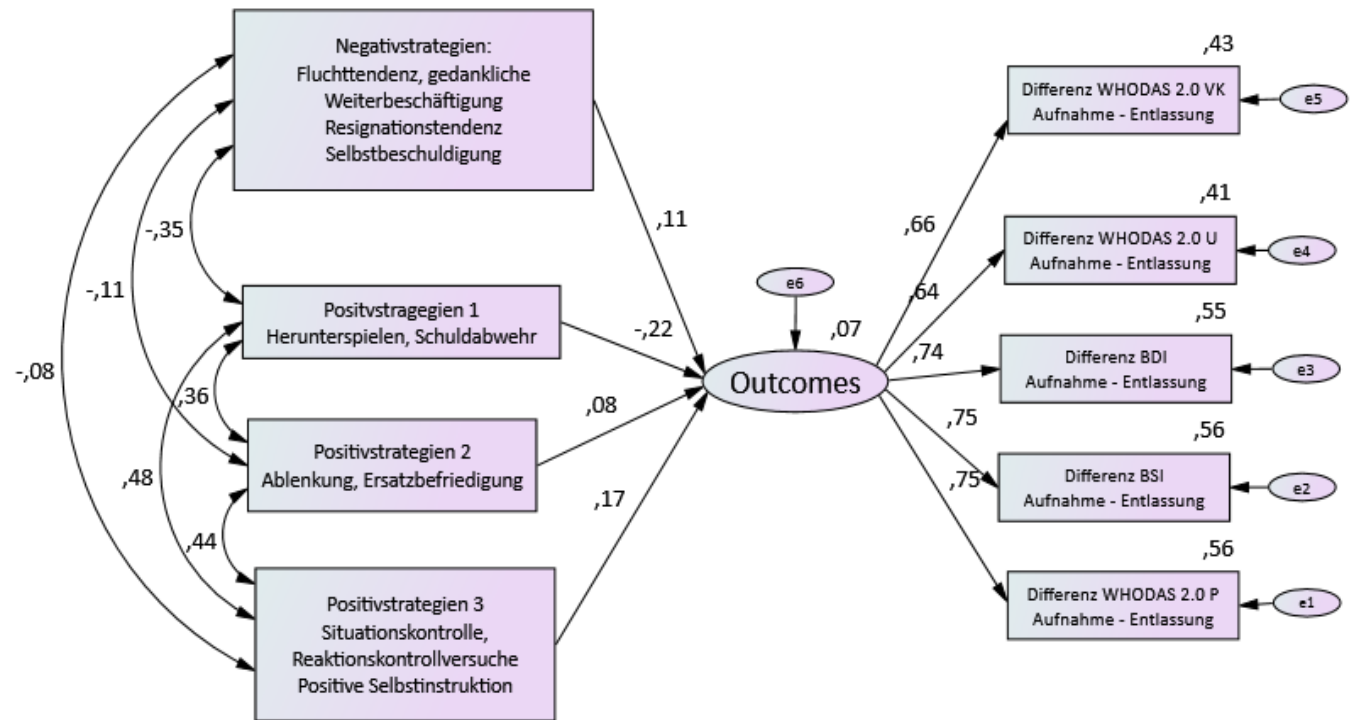 Negativstrategien:
Fluchttendenz, gedankliche
Weiterbeschäftigung
Resignationstendenz
Selbstbeschuldigung
-,35
-,11
-,08
Positvstragegien 1
Herunterspielen, Schuldabwehr
,36
,48
Positivstrategien 2
Ablenkung, Ersatzbefriedigung
,44
Positivstrategien 3
Situationskontrolle,
Reaktionskontrollversuche
Positive Selbstinstruktion
,11
-,22
,08
,17
e6
,07
Outcomes
,66
,64
,74
,75
,75
,43
Differenz WHODAS 2.0 VK
Aufnahme - Entlassung
e5
,41
Differenz WHODAS 2.0 U
Aufnahme - Entlassung
e4
,55
Differenz BDI
Aufnahme - Entlassung
e3
,56
Differenz BSI
Aufnahme - Entlassung
e2
,56
Differenz WHODAS 2.0 P
Aufnahme - Entlassung
e1